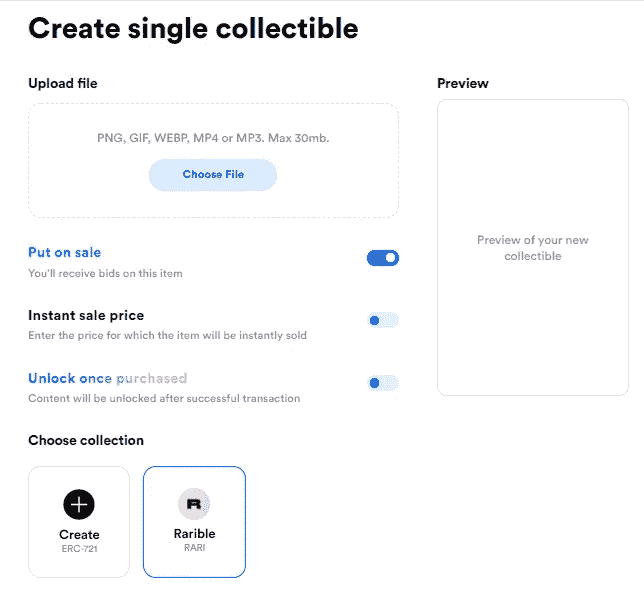 Create single collectible
Upload file
PNG, GIF, WEBP, MP4 or MP3. Max 30mb.
Choose File
Put on sale
You'll receive bids on this item
Instant sale price
Enter the price for which the item will be instantly sold
Unlock once purchased
Content will be unlocked after successful transaction
Choose collection
Create
ERC-721
Rarible
RARI
Preview
Preview of your new
collectible